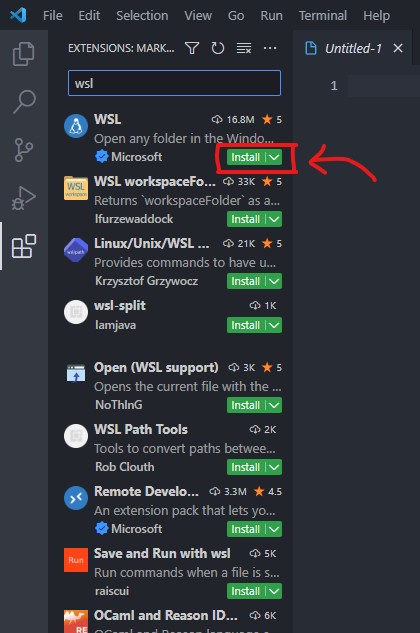 File Edit Selection View Go Run Terminal Help
EXTENSIONS: MARK...
Untitled-1
wsl
1
WSL 16.8M 5
Open any folder in the Windo...
Microsoft Install
WSL workspaceFo... 33K 5
Returns `workspaceFolder` as a...
lfurzewaddock Install
Linux/Unix/WSL ... 21K 5
Provides commands to have u...
Krzysztof Grzywocz Install
wsl-split 1K
Iamjava Install
Open (WSL support) 3K 5
Opens the current file with the ...
NoThInG Install
WSL Path Tools 2K
Tools to convert paths betwee...
Rob Clouth Install
Remote Develo... 3.3M 4.5
An extension pack that lets yo...
Microsoft Install
Save and Run with wsl 5K
Run commands when a file is s...
raiscui Install
OCaml and Reason ID... 6K